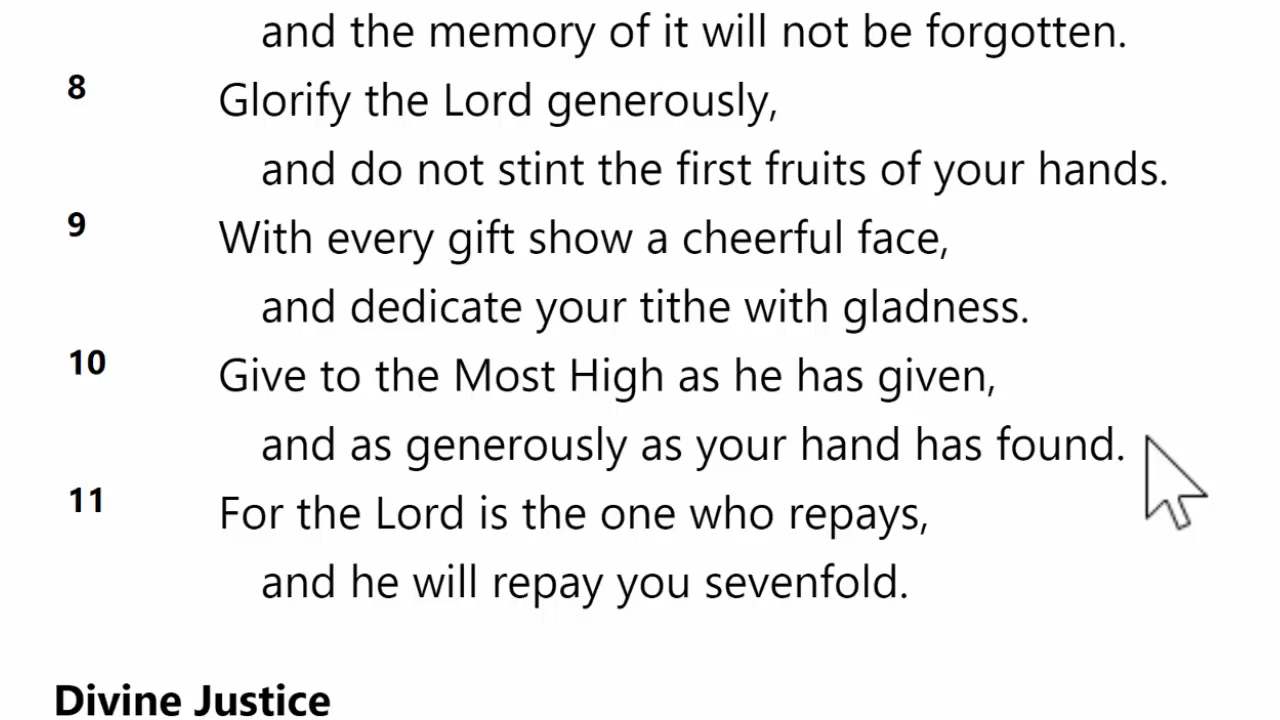 and the memory of it will not be forgotten.
8 Glorify the Lord generously,
and do not stint the first fruits of your hands.
9 With every gift show a cheerful face,
and dedicate your tithe with gladness.
10 Give to the Most High as he has given,
and as generously as your hand has found.
11 For the Lord is the one who repays,
and he will repay you sevenfold.
Divine Justice